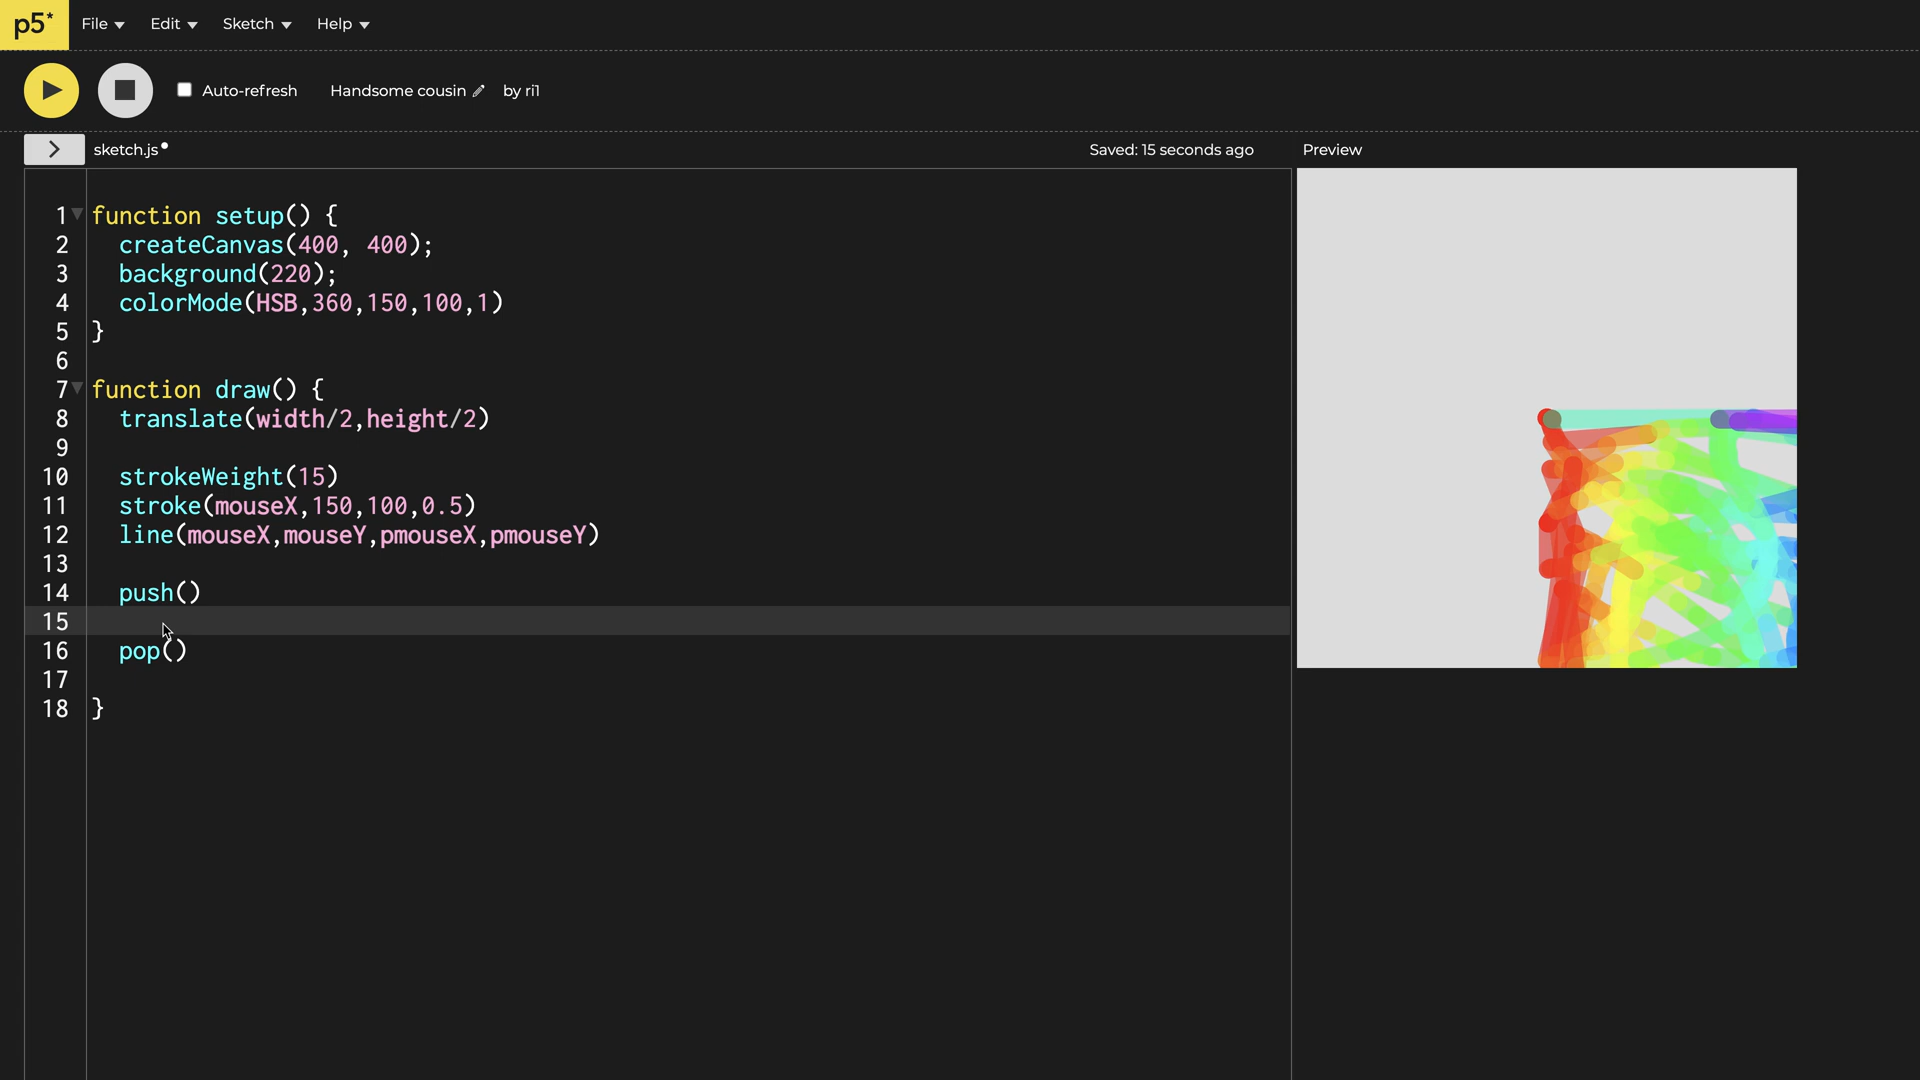 p5* File Edit Sketch Help
Auto-refresh Handsome cousin by ri1
sketch.js Saved: 15 seconds ago Preview
1 function setup() {
2 createCanvas(400, 400);
3 background(220);
4 colorMode(HSB,360,150,100,1)
5 }
6
7 function draw() {
8 translate(width/2,height/2)
9
10 strokeWeight(15)
11 stroke(mouseX,150,100,0.5)
12 line(mouseX,mouseY,pmouseX,pmouseY)
13
14 push()
15
16 pop()
17
18 }